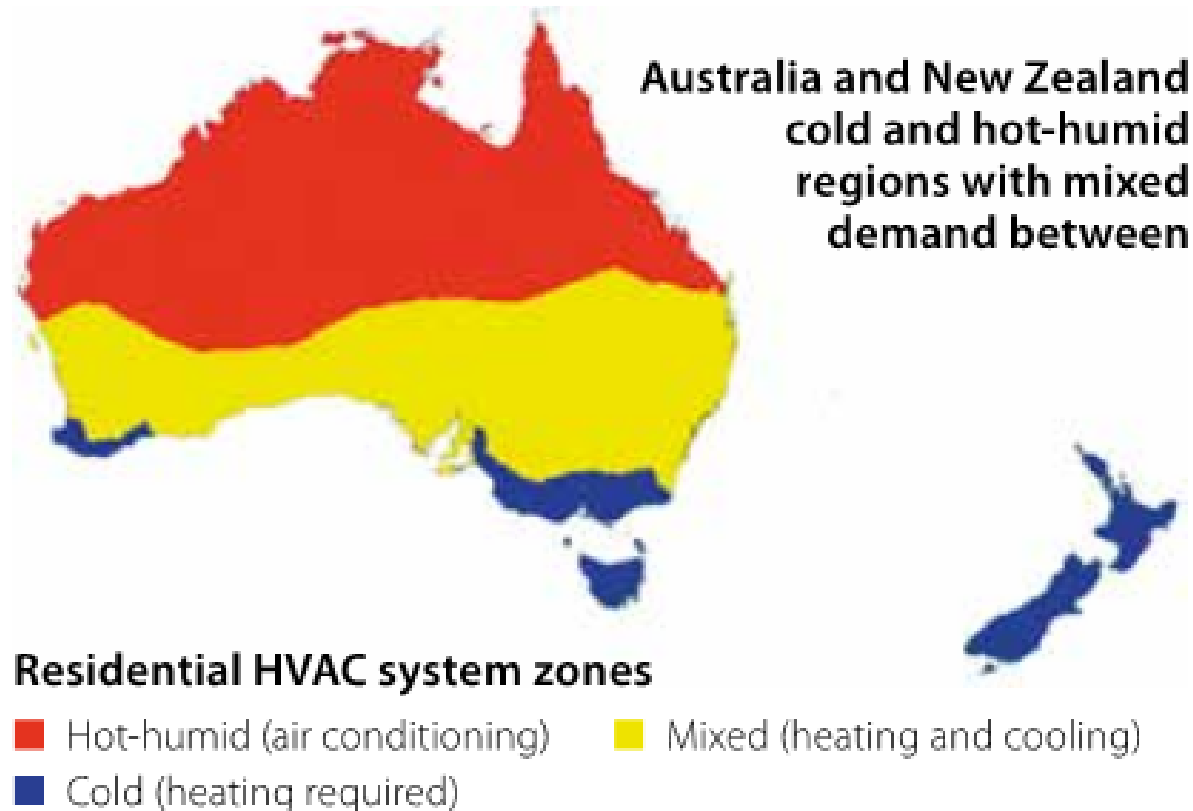 Australia and New Zealand
cold and hot-humid
regions with mixed
demand between
Residential HVAC system zones
Hot-humid (air conditioning)
Mixed (heating and cooling)
Cold (heating required)